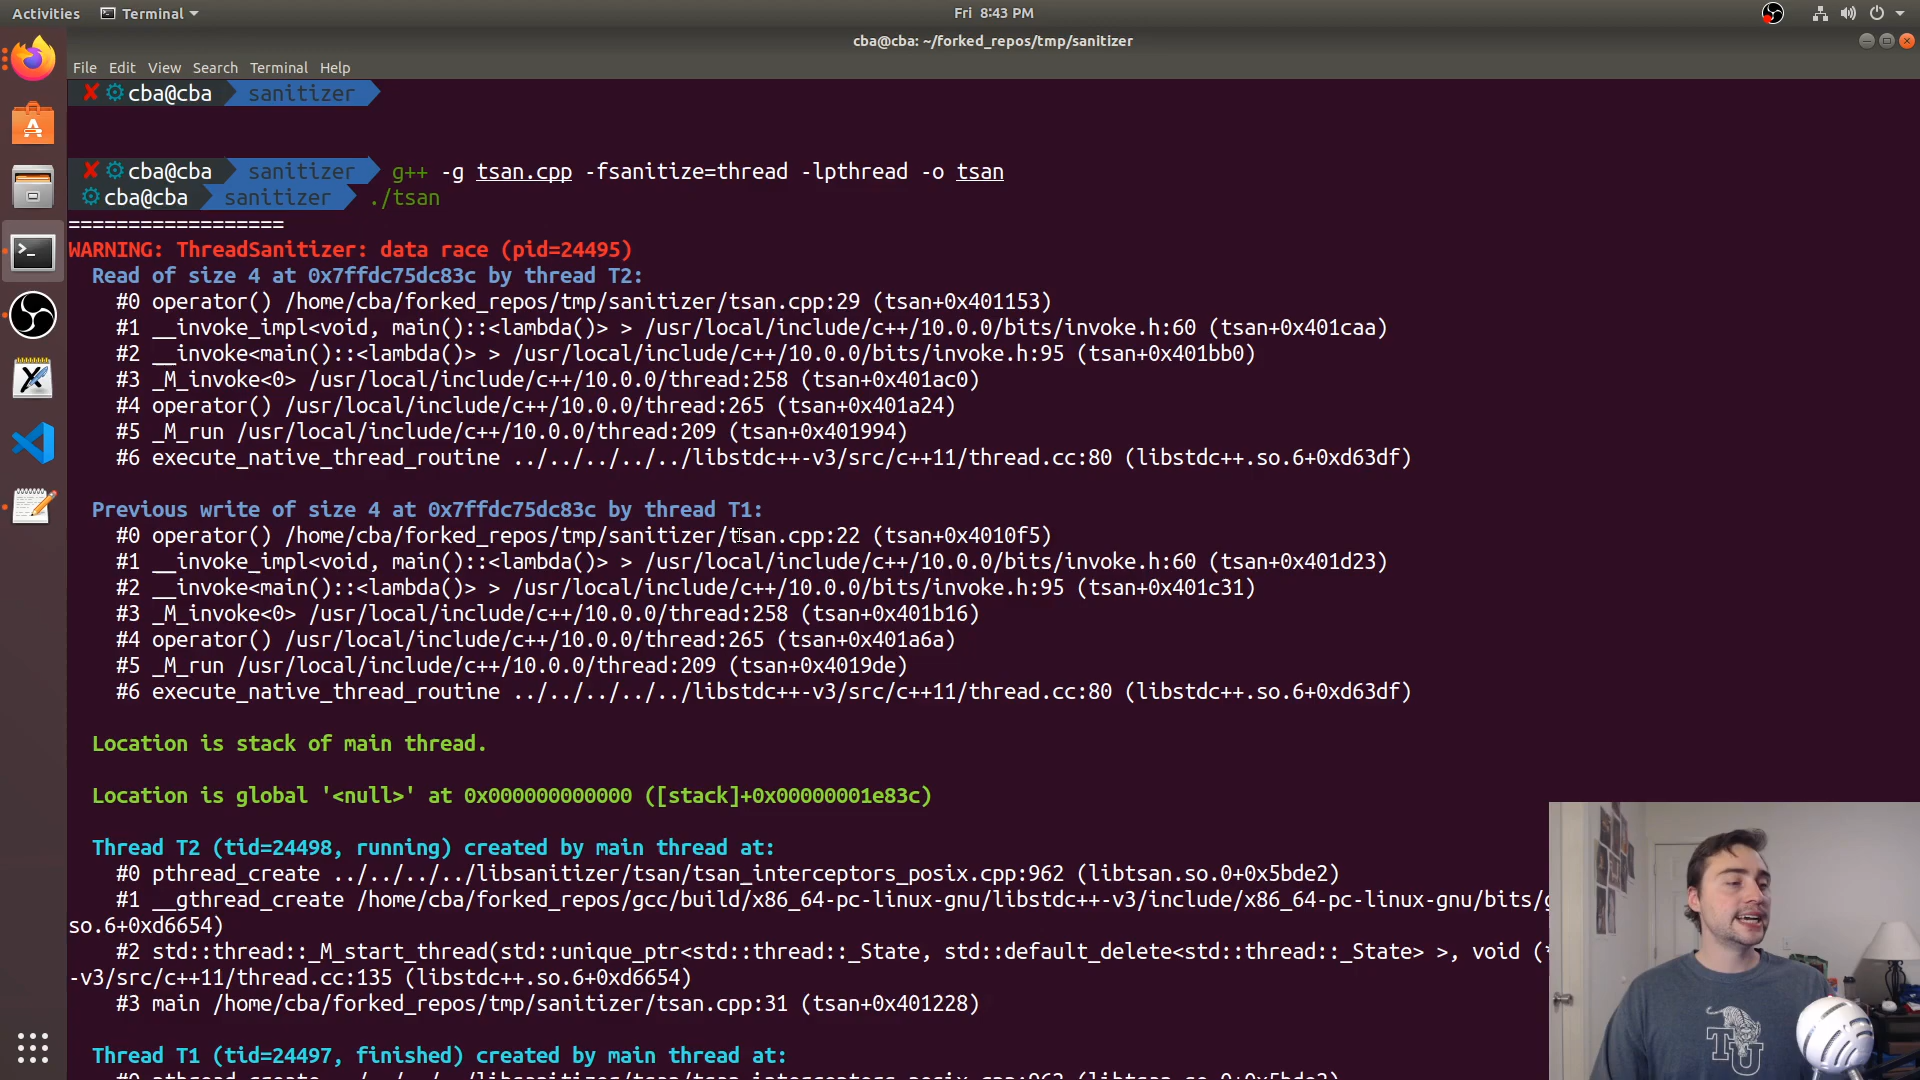 Activities Terminal Fri 8:43 PM
cba@cba: ~/forked_repos/tmp/sanitizer
File Edit View Search Terminal Help
cba@cba sanitizer
cba@cba sanitizer g++ -g tsan.cpp -fsanitize=thread -lpthread -o tsan
cba@cba sanitizer ./tsan
==================
WARNING: ThreadSanitizer: data race (pid=24495)
Read of size 4 at 0x7ffdc75dc83c by thread T2:
#0 operator() /home/cba/forked_repos/tmp/sanitizer/tsan.cpp:29 (tsan+0x401153)
#1 __invoke_impl<void, main()::<lambda()> > /usr/local/include/c++/10.0.0/bits/invoke.h:60 (tsan+0x401caa)
#2 __invoke<main()::<lambda()> > /usr/local/include/c++/10.0.0/bits/invoke.h:95 (tsan+0x401bb0)
#3 _M_invoke<0> /usr/local/include/c++/10.0.0/thread:258 (tsan+0x401ac0)
#4 operator() /usr/local/include/c++/10.0.0/thread:265 (tsan+0x401a24)
#5 _M_run /usr/local/include/c++/10.0.0/thread:209 (tsan+0x401994)
#6 execute_native_thread_routine ../../../../../libstdc++-v3/src/c++11/thread.cc:80 (libstdc++.so.6+0xd63df)
Previous write of size 4 at 0x7ffdc75dc83c by thread T1:
#0 operator() /home/cba/forked_repos/tmp/sanitizer/tsan.cpp:22 (tsan+0x4010f5)
#1 __invoke_impl<void, main()::<lambda()> > /usr/local/include/c++/10.0.0/bits/invoke.h:60 (tsan+0x401d23)
#2 __invoke<main()::<lambda()> > /usr/local/include/c++/10.0.0/bits/invoke.h:95 (tsan+0x401c31)
#3 _M_invoke<0> /usr/local/include/c++/10.0.0/thread:258 (tsan+0x401b16)
#4 operator() /usr/local/include/c++/10.0.0/thread:265 (tsan+0x401a6a)
#5 _M_run /usr/local/include/c++/10.0.0/thread:209 (tsan+0x4019de)
#6 execute_native_thread_routine ../../../../../libstdc++-v3/src/c++11/thread.cc:80 (libstdc++.so.6+0xd63df)
Location is stack of main thread.
Location is global '<null>' at 0x000000000000 ([stack]+0x00000001e83c)
Thread T2 (tid=24498, running) created by main thread at:
#0 pthread_create ../../../../libsanitizer/tsan/tsan_interceptors_posix.cpp:962 (libtsan.so.0+0x5bde2)
#1 __gthread_create /home/cba/forked_repos/gcc/build/x86_64-pc-linux-gnu/libstdc++-v3/include/x86_64-pc-linux-gnu/bits/g
so.6+0xd6654)
#2 std::thread::_M_start_thread(std::unique_ptr<std::thread::_State, std::default_delete<std::thread::_State> >, void (*
-v3/src/c++11/thread.cc:135 (libstdc++.so.6+0xd6654)
#3 main /home/cba/forked_repos/tmp/sanitizer/tsan.cpp:31 (tsan+0x401228)
Thread T1 (tid=24497, finished) created by main thread at:
#0 pthread_create ../../../../libsanitizer/tsan/tsan_interceptors_posix.cpp:962 (libtsan.so.0+0x5bde2)
TU